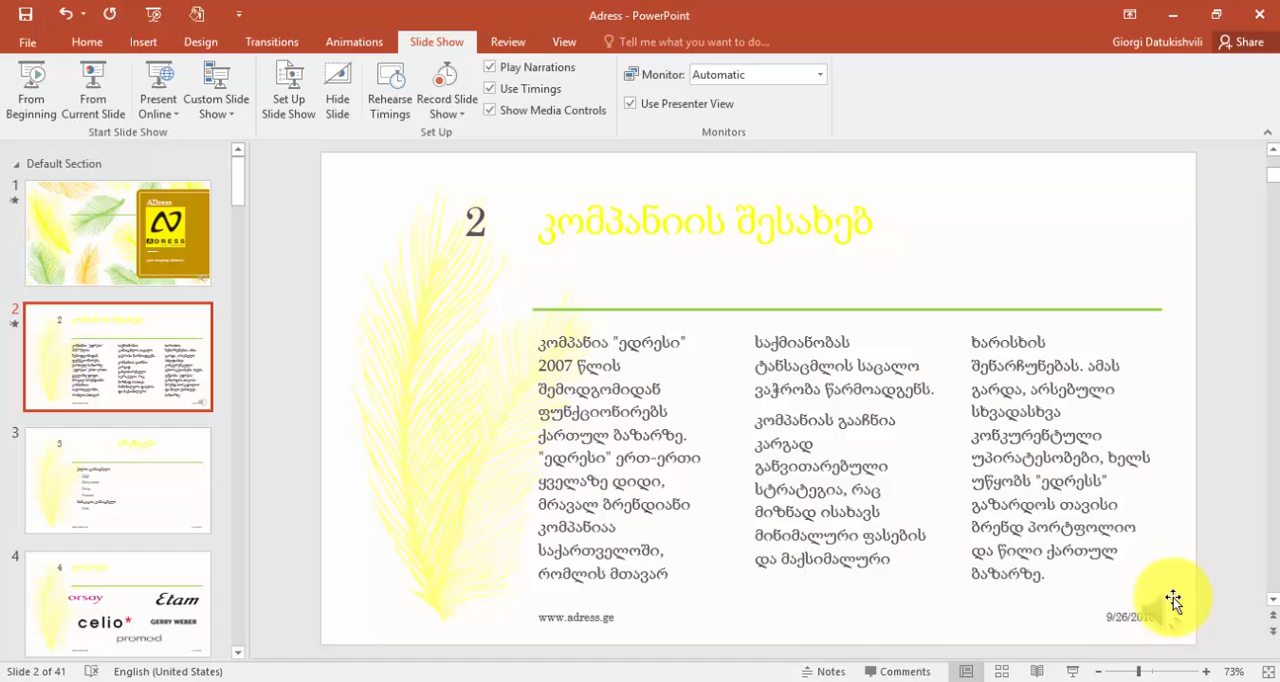 Adress - PowerPoint
File
Home
Insert
Design
Transitions
Animations
Slide Show
Review
View
Tell me what you want to do...
Giorgi Datukishvili
Share
From Beginning
From Current Slide
Present Online
Custom Slide Show
Set Up Slide Show
Hide Slide
Rehearse Timings
Record Slide Show
Play Narrations
Use Timings
Show Media Controls
Monitor: Automatic
Use Presenter View
Start Slide Show
Set Up
Monitors
Default Section
1
ADress
ADRESS
2
3
4
orsay
Etam
celio*
GERRY WEBER
promod
2 კომპანიის შესახებ
კომპანია "ედრესი"
2007 წლის
შემოდგომიდან
ფუნქციონირებს
ქართულ ბაზარზე.
"ედრესი" ერთ-ერთი
ყველაზე დიდი,
მრავალ ბრენდიანი
კომპანიაა
საქართველოში,
რომლის მთავარ
საქმიანობას
ტანსაცმლის საცალო
ვაჭრობა წარმოადგენს.
კომპანიას გააჩნია
კარგად
განვითარებული
სტრატეგია, რაც
მიზნად ისახავს
მინიმალური ფასების
და მაქსიმალური
ხარისხის
შენარჩუნებას. ამას
გარდა, არსებული
სხვადასხვა
კონკურენტული
უპირატესობები, ხელს
უწყობს "ედრესს"
გაზარდოს თავისი
ბრენდ პორტფოლიო
და წილი ქართულ
ბაზარზე.
www.adress.ge
Slide 2 of 41
English (United States)
Notes
Comments
73%